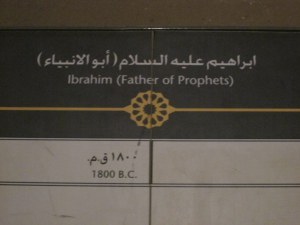 ابراهيم عليه السلام (أبو الانبياء)
Ibrahim (Father of Prophets)
١٨٠٠ ق.م.
1800 B.C.